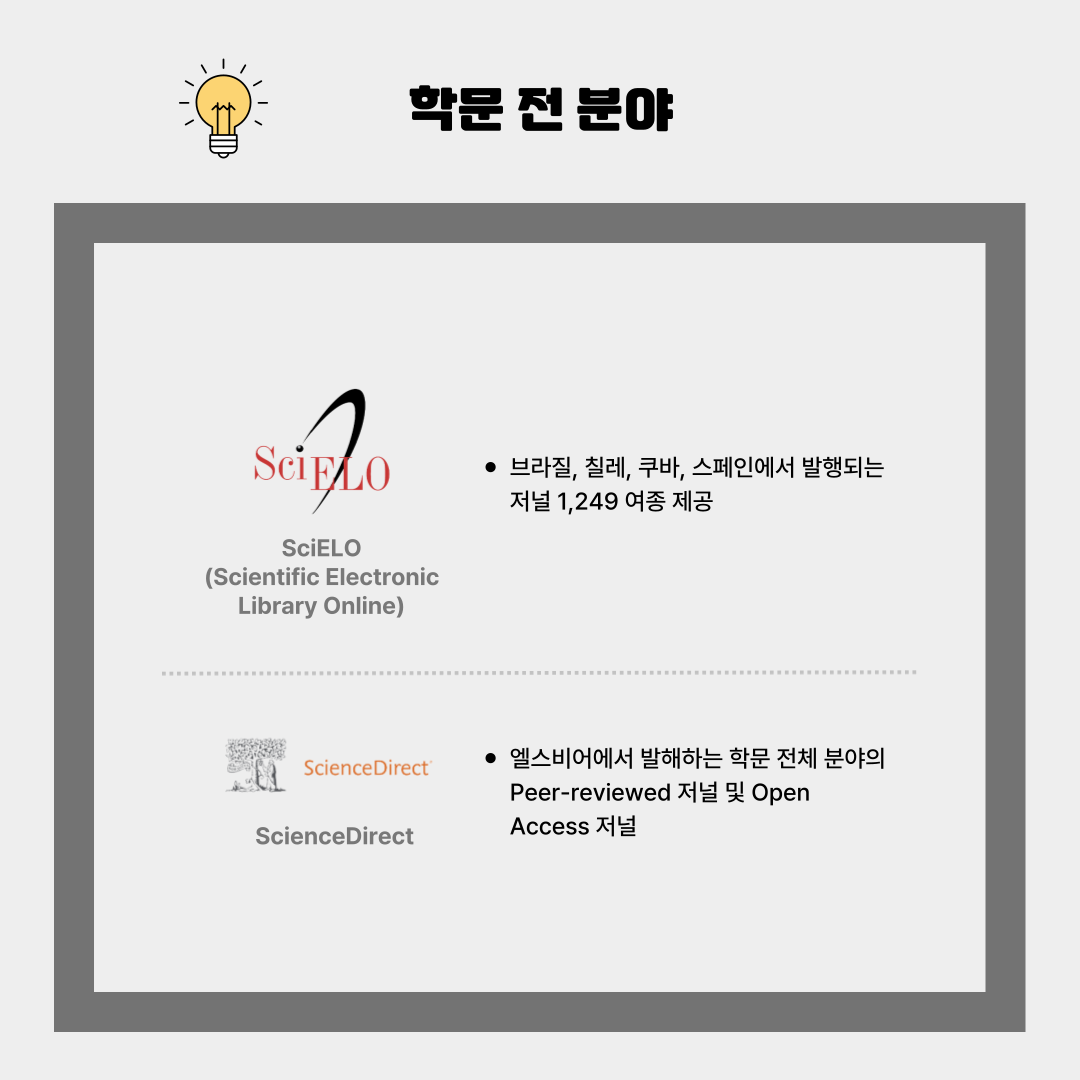 학문 전 분야
SciELO
SciELO
(Scientific Electronic
Library Online)
브라질, 칠레, 쿠바, 스페인에서 발행되는
저널 1,249 여종 제공
ScienceDirect
ScienceDirect
엘스비어에서 발해하는 학문 전체 분야의
Peer-reviewed 저널 및 Open
Access 저널